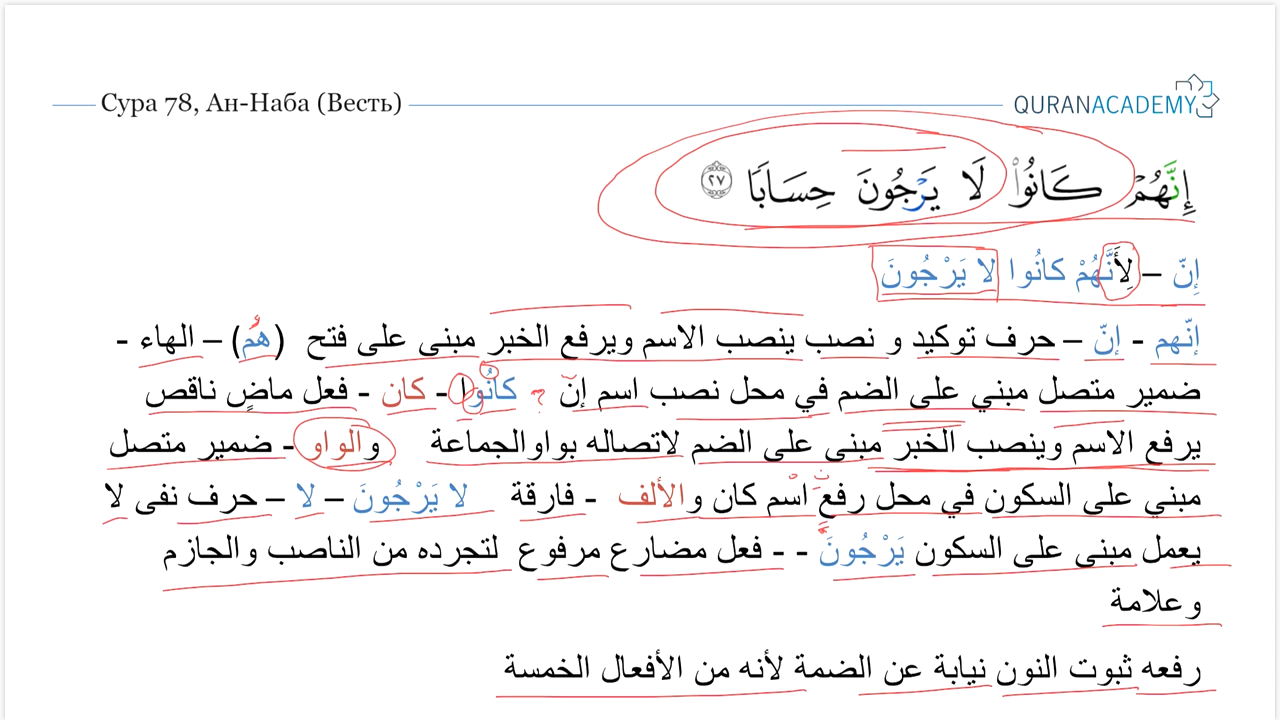 Сура 78, Ан-Наба (Весть)
QURANACADEMY
إِنَّهُمْ كَانُوا۟ لَا يَرْجُونَ حِسَابًا ٢٧
إِنّ – لِأَنَّهُمْ كانُوا لا يَرْجُونَ
إنّهم - إنّ – حرف توكيد و نصب ينصب الاسم ويرفع الخبر مبنى على فتح (هُم) – الهاء -
ضمير متصل مبني على الضم في محل نصب اسم إن كانُوا - كان - فعل ماضٍ ناقص
يرفع الاسم وينصب الخبر مبنى على الضم لاتصاله بواوالجماعة والواو - ضمير متصل
مبني على السكون في محل رفع اسم كان والألف - فارقة لا يَرْجُونَ – لا – حرف نفى لا
يعمل مبنى على السكون يَرْجُونَ - - فعل مضارع مرفوع لتجرده من الناصب والجازم
وعلامة
رفعه ثبوت النون نيابة عن الضمة لأنه من الأفعال الخمسة